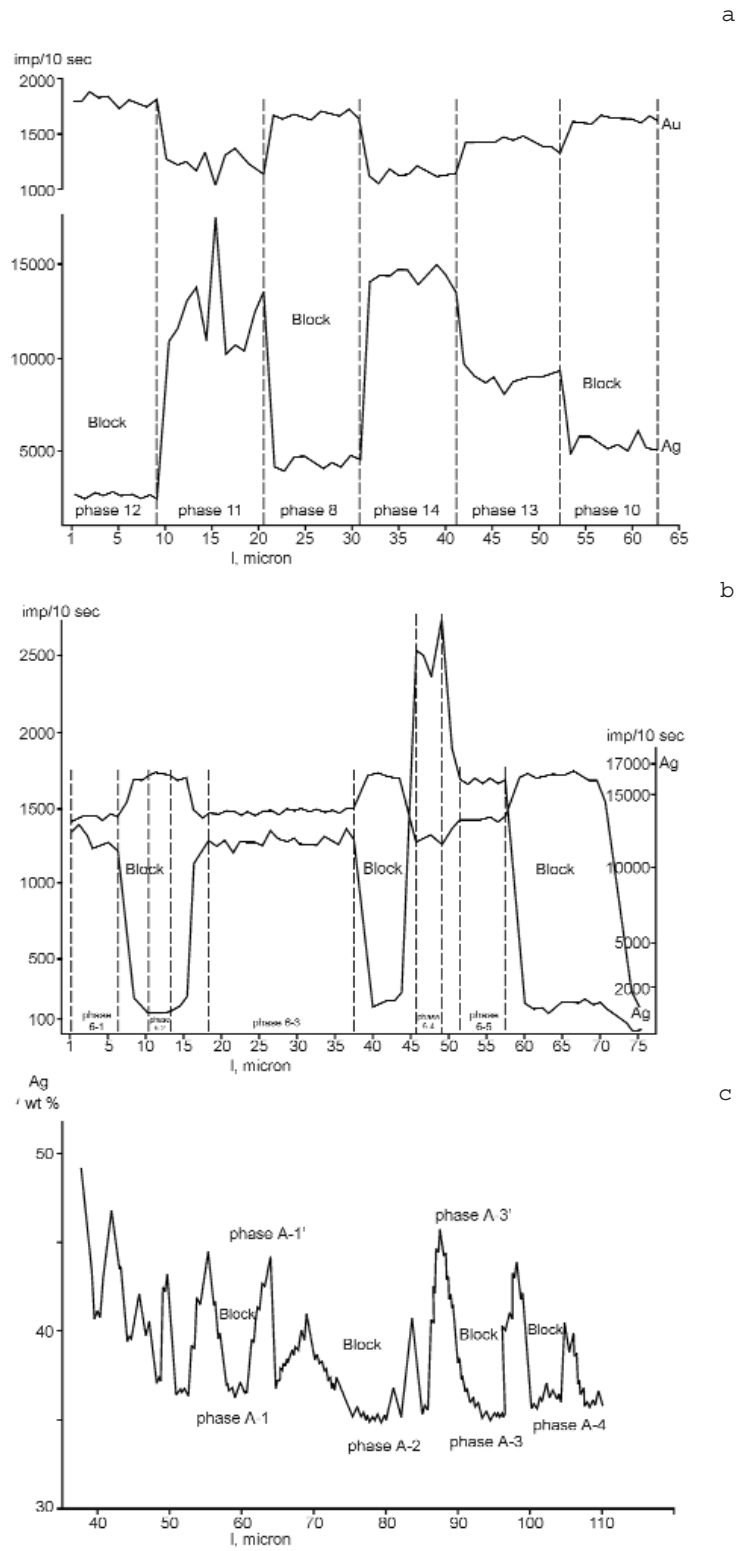 a
imp/10 sec
2000
1500
1000
Au
15000
10000
5000
Block
Block
Block
Ag
phase 12 phase 11 phase 8 phase 14 phase 13 phase 10
1 5 10 15 20 25 30 35 40 45 50 55 60 65
l, micron
b
imp/10 sec
2500
2000
1500
1000
500
100
imp/10 sec
17000 Ag
15000
10000
5000
2000
Ag
Block Block Block
phase 6-1
phase 6-2
phase 6-3
phase 6-4
phase 6-5
1 5 10 15 20 25 30 35 40 45 50 55 60 65 70 75
l, micron
c
Ag
wt %
50
40
30
phase A-1'
phase A-3'
Block
Block
Block
Block
phase A-1
phase A-2
phase A-3
phase A-4
40 50 60 70 80 90 100 110
l, micron